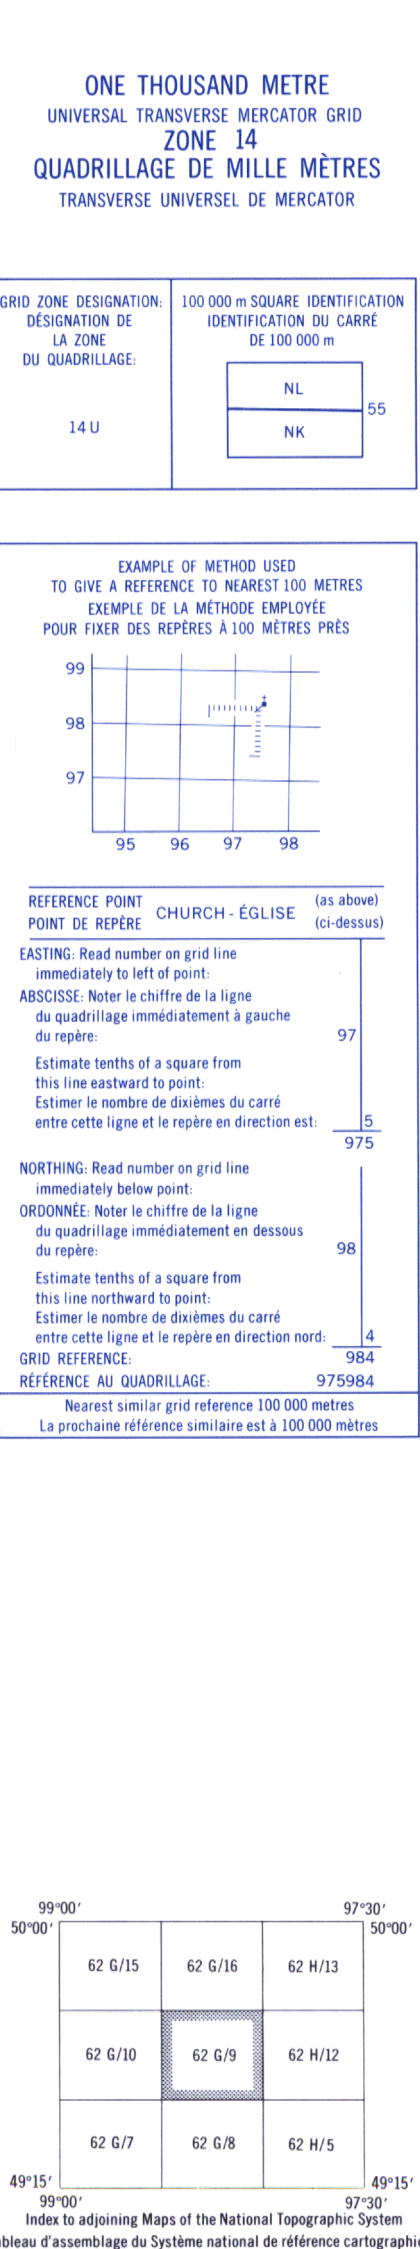 ONE THOUSAND METRE
UNIVERSAL TRANSVERSE MERCATOR GRID
ZONE 14
QUADRILLAGE DE MILLE MÈTRES
TRANSVERSE UNIVERSEL DE MERCATOR
GRID ZONE DESIGNATION:
DÉSIGNATION DE
LA ZONE
DU QUADRILLAGE:
14 U
100 000 m SQUARE IDENTIFICATION
IDENTIFICATION DU CARRÉ
DE 100 000 m
NL
55
NK
EXAMPLE OF METHOD USED
TO GIVE A REFERENCE TO NEAREST 100 METRES
EXEMPLE DE LA MÉTHODE EMPLOYÉE
POUR FIXER DES REPÈRES À 100 MÈTRES PRÈS
99
98
97
95 96 97 98
REFERENCE POINT
POINT DE REPÈRE
CHURCH - ÉGLISE
(as above)
(ci-dessus)
EASTING: Read number on grid line
immediately to left of point:
ABSCISSE: Noter le chiffre de la ligne
du quadrillage immédiatement à gauche
du repère: 97
Estimate tenths of a square from
this line eastward to point:
Estimer le nombre de dixièmes du carré
entre cette ligne et le repère en direction est: 5
975
NORTHING: Read number on grid line
immediately below point:
ORDONNÉE: Noter le chiffre de la ligne
du quadrillage immédiatement en dessous
du repère: 98
Estimate tenths of a square from
this line northward to point:
Estimer le nombre de dixièmes du carré
entre cette ligne et le repère en direction nord: 4
GRID REFERENCE: 984
RÉFÉRENCE AU QUADRILLAGE: 975984
Nearest similar grid reference 100 000 metres
La prochaine référence similaire est à 100 000 mètres
99°00′ 97°30′
50°00′ 50°00′
62 G/15 62 G/16 62 H/13
62 G/10 62 G/9 62 H/12
62 G/7 62 G/8 62 H/5
49°15′ 49°15′
99°00′ 97°30′
Index to adjoining Maps of the National Topographic System
bleau d'assemblage du Système national de référence cartographi